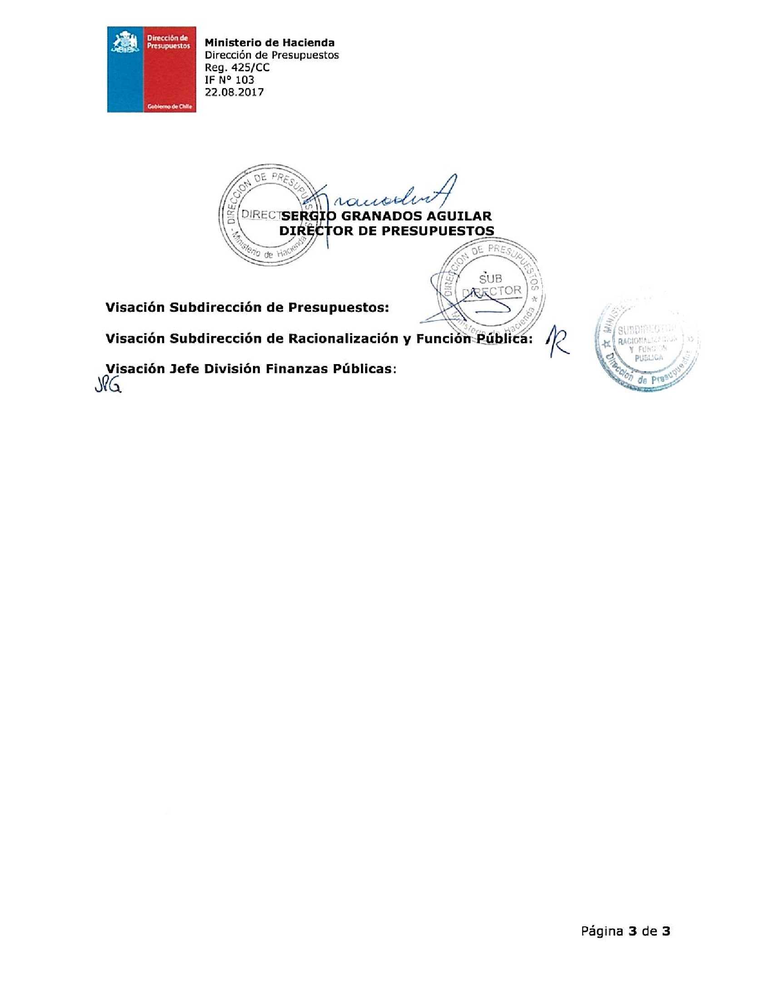 Dirección de
Presupuestos
Gobierno de Chile
Ministerio de Hacienda
Dirección de Presupuestos
Reg. 425/CC
IF Nº 103
22.08.2017
DIRECCION DE PRESUPUESTOS
DIRECT
Ministerio de Hacienda
SERGIO GRANADOS AGUILAR
DIRECTOR DE PRESUPUESTOS
DIRECCION DE PRESUPUESTOS
SUB
DIRECTOR
Ministerio de Hacienda
Visación Subdirección de Presupuestos:
Visación Subdirección de Racionalización y Función Pública:
SUBDIRECCION
RACIONALIZACION
Y FUNCION
PUBLICA
Dirección de Presupuestos
Visación Jefe División Finanzas Públicas:
JPG
Página 3 de 3